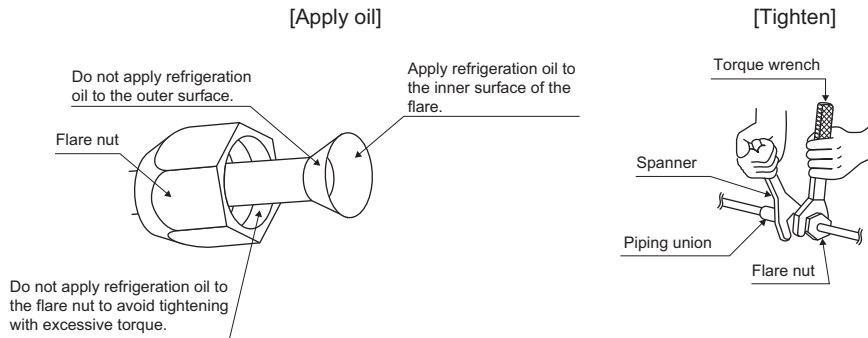 [Apply oil]
Do not apply refrigeration
oil to the outer surface.
Apply refrigeration oil to
the inner surface of the
flare.
Flare nut
Do not apply refrigeration oil to
the flare nut to avoid tightening
with excessive torque.
[Tighten]
Torque wrench
Spanner
Piping union
Flare nut